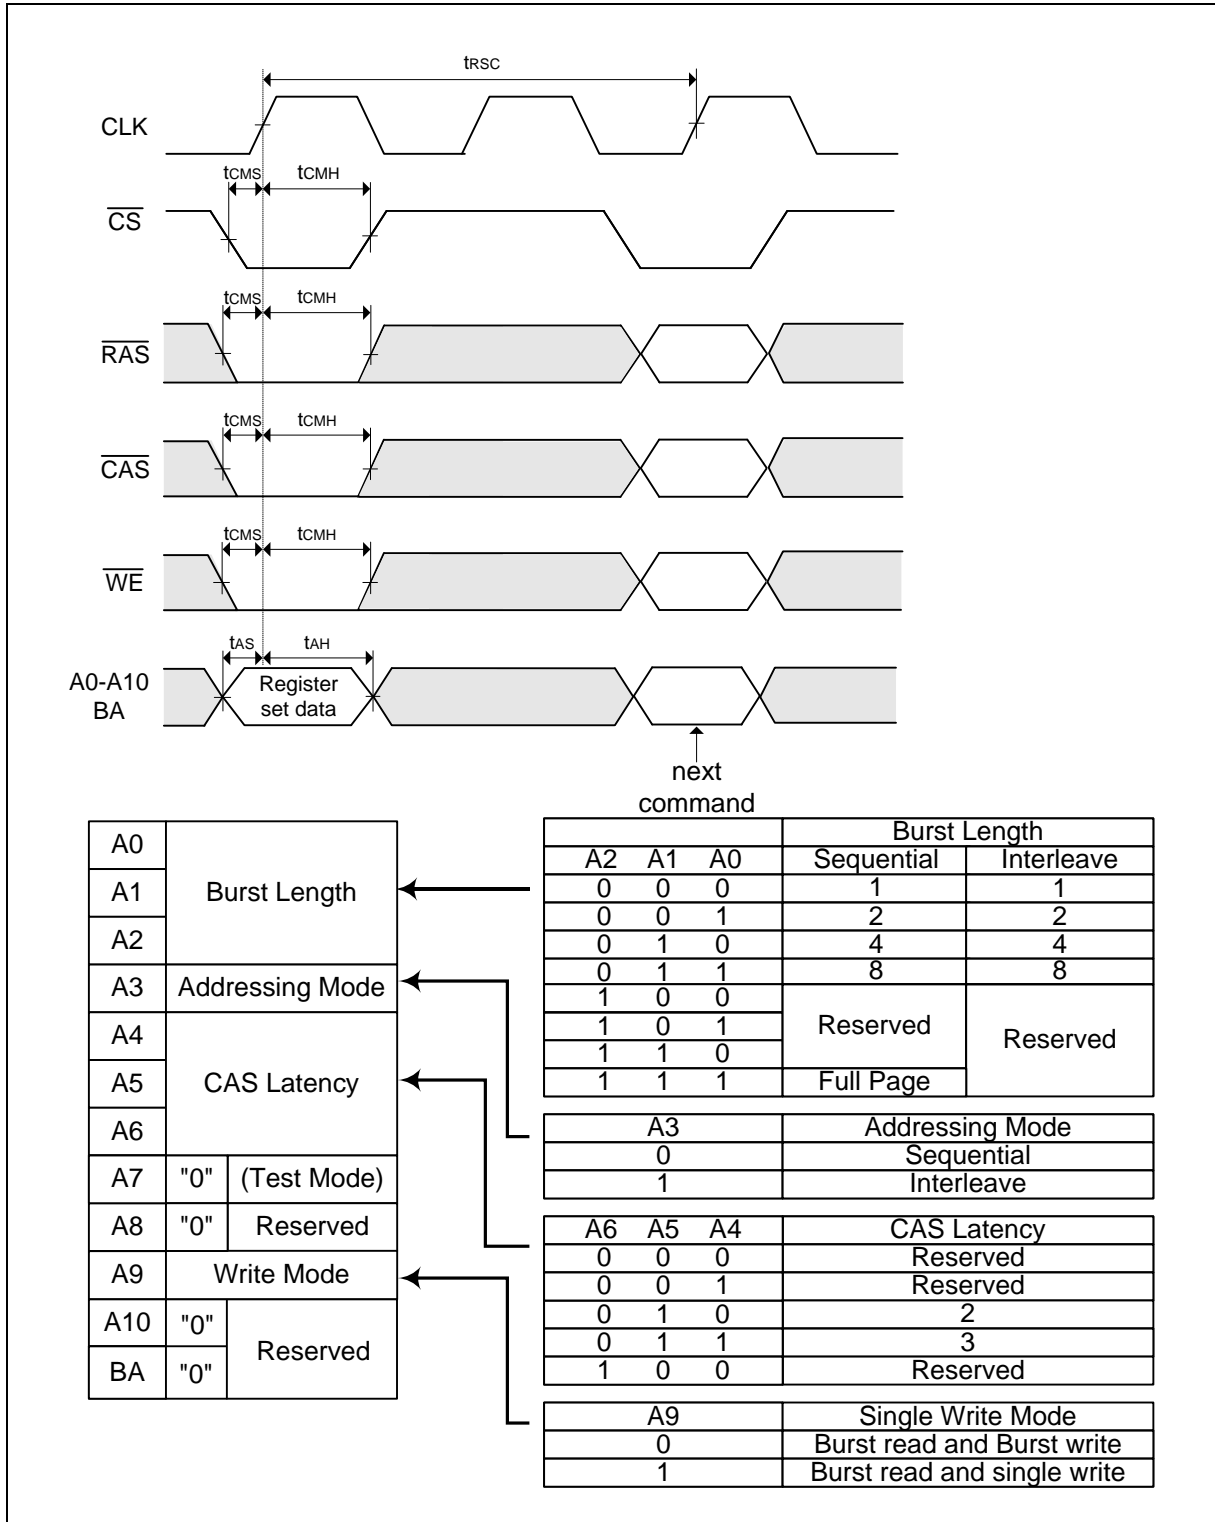 tRSC
CLK
tCMS tCMH
CS
tCMS tCMH
RAS
tCMS tCMH
CAS
tCMS tCMH
WE
tAS tAH
A0-A10
BA
Register
set data
next
command
A0
A1 Burst Length
A2
A3 Addressing Mode
A4
A5 CAS Latency
A6
A7 "0" (Test Mode)
A8 "0" Reserved
A9 Write Mode
A10 "0"
Reserved
BA "0"
Burst Length
A2 A1 A0 Sequential Interleave
0 0 0 1 1
0 0 1 2 2
0 1 0 4 4
0 1 1 8 8
1 0 0
1 0 1 Reserved Reserved
1 1 0
1 1 1 Full Page
A3 Addressing Mode
0 Sequential
1 Interleave
A6 A5 A4 CAS Latency
0 0 0 Reserved
0 0 1 Reserved
0 1 0 2
0 1 1 3
1 0 0 Reserved
A9 Single Write Mode
0 Burst read and Burst write
1 Burst read and single write